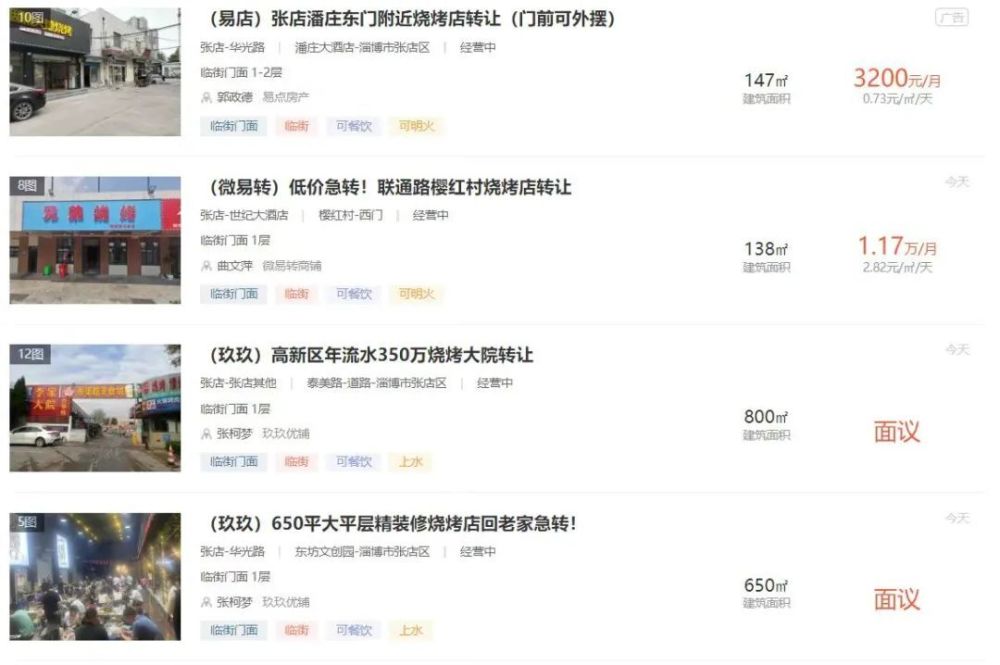 10图
（易店）张店潘庄东门附近烧烤店转让（门前可外摆）
广告
张店-华光路 | 潘庄大酒店-淄博市张店区 | 经营中
临街门面 1-2层
郭政德 易点房产
临街门面 临街 可餐饮 可明火
147㎡
建筑面积
3200元/月
0.73元/㎡/天
8图
（微易转）低价急转！联通路樱红村烧烤店转让
今天
张店-世纪大酒店 | 樱红村-西门 | 经营中
临街门面 1层
曲文萍 微易转商铺
临街门面 临街 可餐饮 可明火
138㎡
建筑面积
1.17万/月
2.82元/㎡/天
12图
（玖玖）高新区年流水350万烧烤大院转让
今天
张店-张店其他 | 泰美路-道路-淄博市张店区 | 经营中
临街门面 1层
张柯梦 玖玖优铺
临街门面 临街 可餐饮 上水
800㎡
建筑面积
面议
5图
（玖玖）650平大平层精装修烧烤店回老家急转！
今天
张店-华光路 | 东坊文创园-淄博市张店区 | 经营中
临街门面 1层
张柯梦 玖玖优铺
临街门面 临街 可餐饮 上水
650㎡
建筑面积
面议